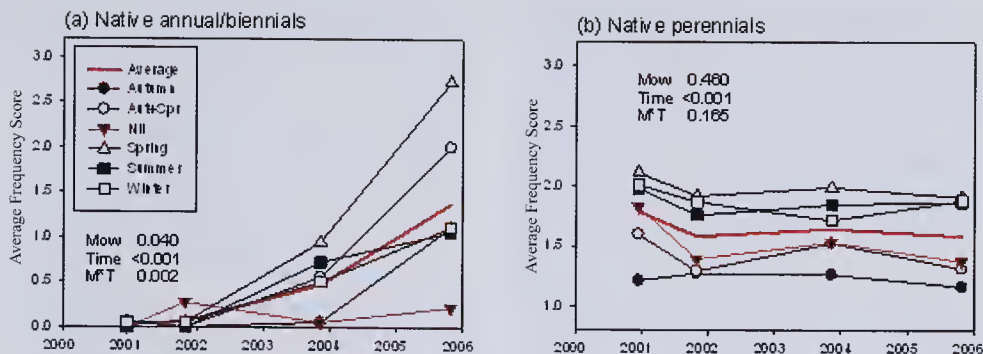 (a) Native annual/biennials
Average Frequency Score
3.0
2.5
2.0
1.5
1.0
0.5
0.0
Average
Autumn
Aut+Spr
Nil
Spring
Summer
Winter
Mow 0.040
Time <0.001
M*T 0.002
2000 2001 2002 2003 2004 2005 2006
(b) Native perennials
Average Frequency Score
3.0
2.5
2.0
1.5
1.0
Mow 0.460
Time <0.001
M*T 0.165
2000 2001 2002 2003 2004 2005 2006